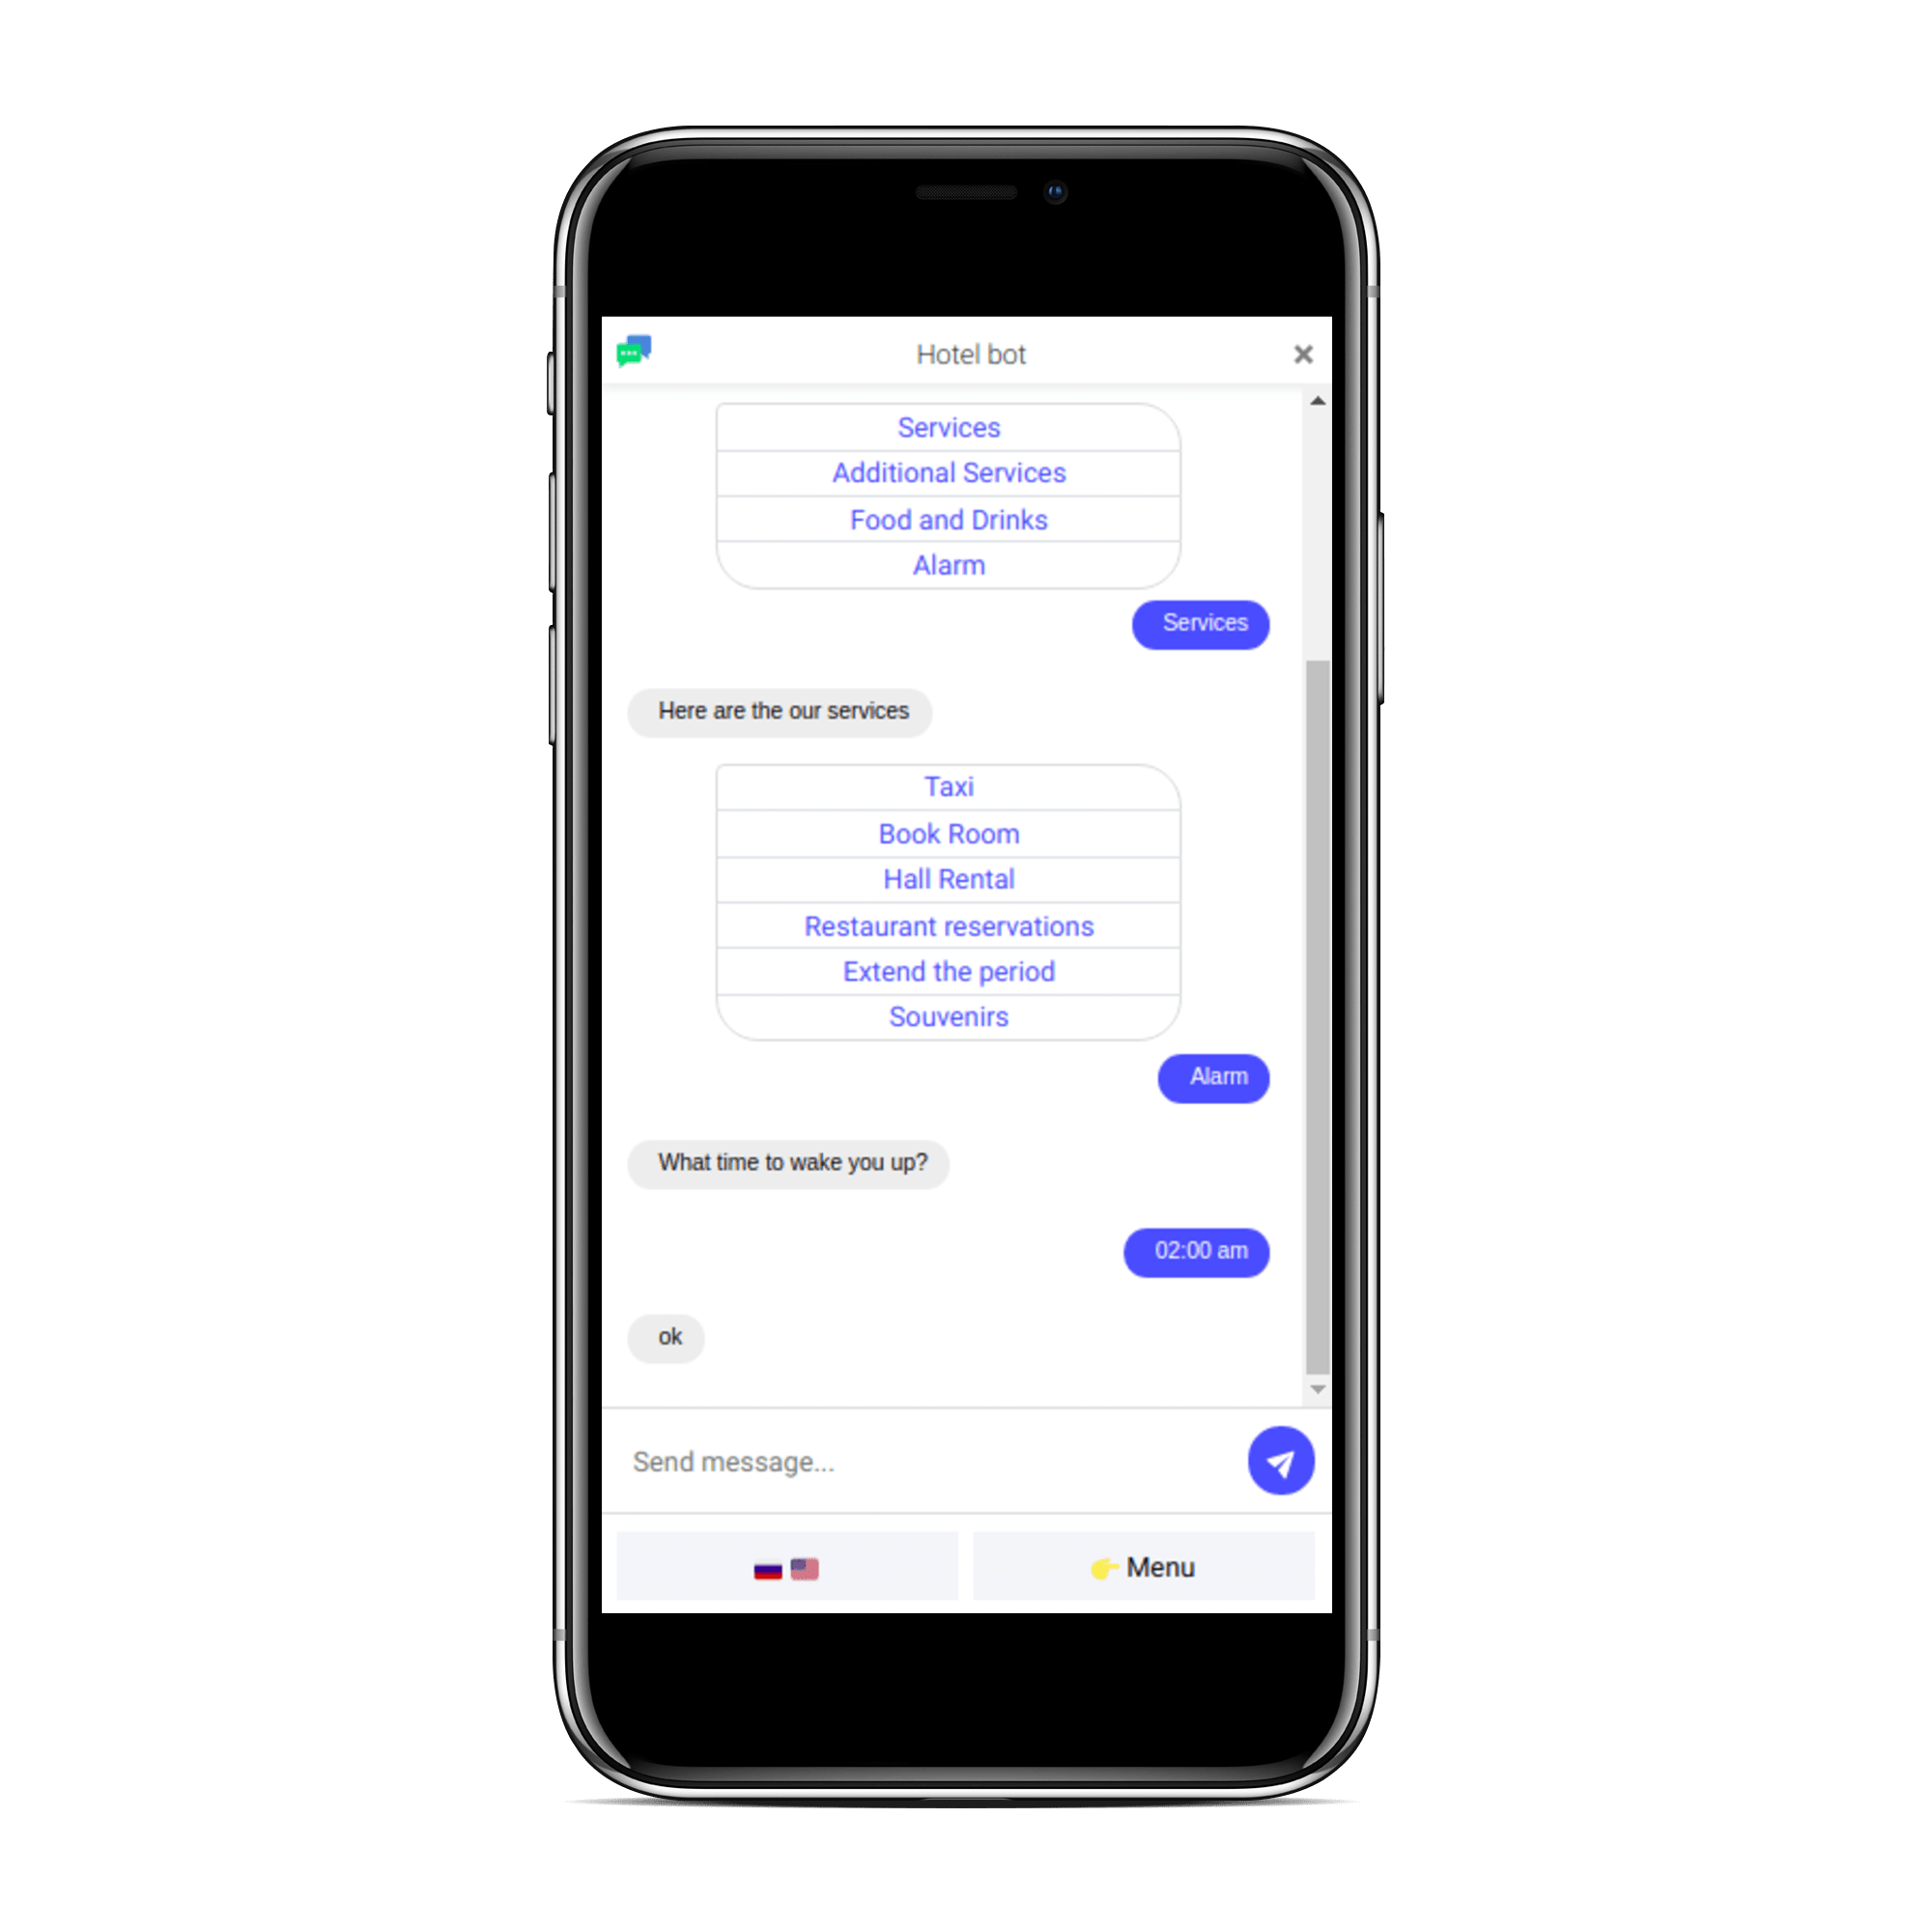 Hotel bot
Services
Additional Services
Food and Drinks
Alarm
Services
Here are the our services
Taxi
Book Room
Hall Rental
Restaurant reservations
Extend the period
Souvenirs
Alarm
What time to wake you up?
02:00 am
ok
Send message...
Menu